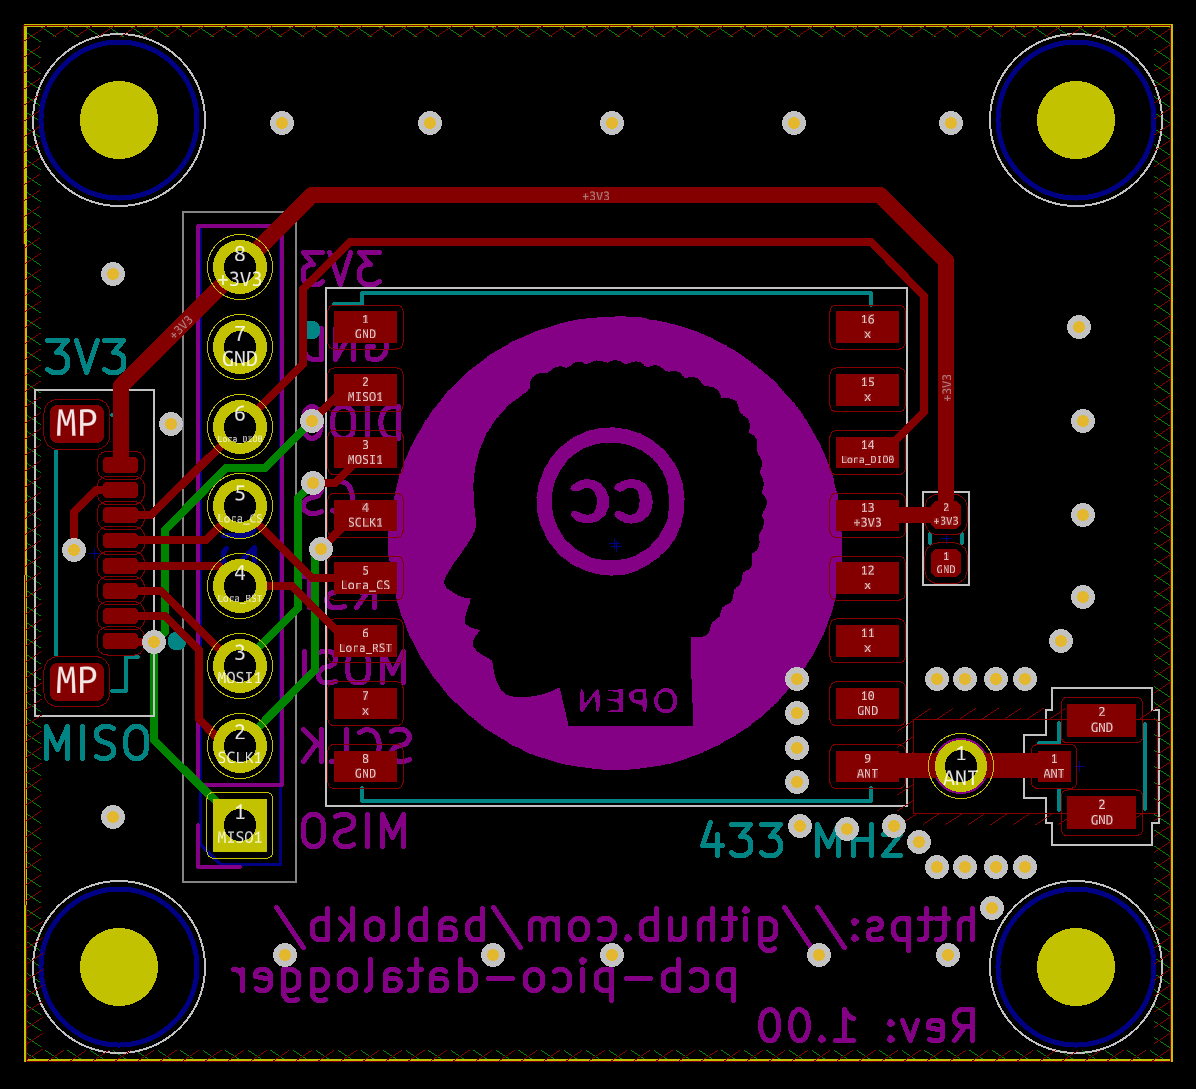 +3V3
8
+3V3
3V3
+3V3
7
GND
GND
3V3
6
Lora_DIO0
DIO0
MP
5
Lora_CS
CS
4
Lora_RST
RST
3
MOSI1
MOSI
MP
2
SCLK1
SCLK
MISO
1
MISO1
MISO
1
GND
2
MISO1
3
MOSI1
4
SCLK1
5
Lora_CS
6
Lora_RST
7
x
8
GND
CC
OPEN
16
x
15
x
14
Lora_DIO0
13
+3V3
12
x
11
x
10
GND
9
ANT
+3V3
2
+3V3
1
GND
1
ANT
2
GND
1
ANT
2
GND
433 MHz
https://github.com/bablokb/
pcb-pico-datalogger
Rev: 1.00